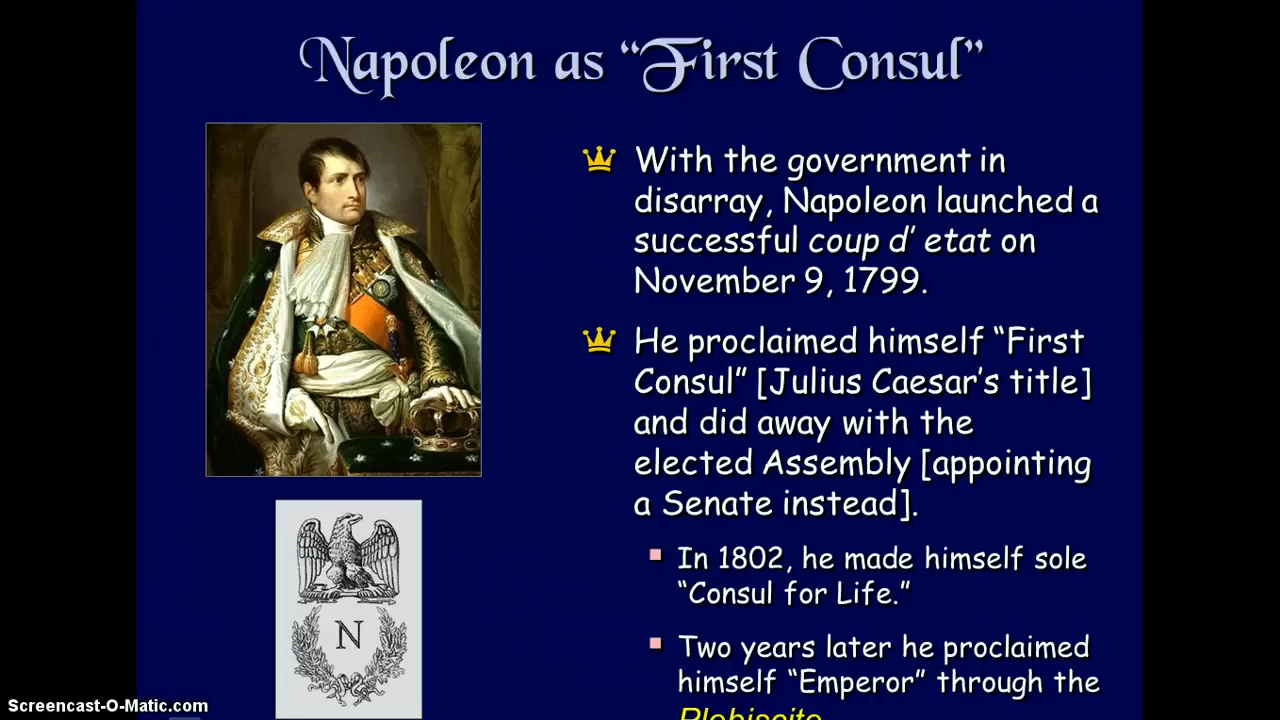 Napoleon as “First Consul”
With the government in
disarray, Napoleon launched a
successful coup d’ etat on
November 9, 1799.
He proclaimed himself “First
Consul” [Julius Caesar’s title]
and did away with the
elected Assembly [appointing
a Senate instead].
In 1802, he made himself sole
“Consul for Life.”
Two years later he proclaimed
himself “Emperor” through the
Plebiscite
N
Screencast-O-Matic.com